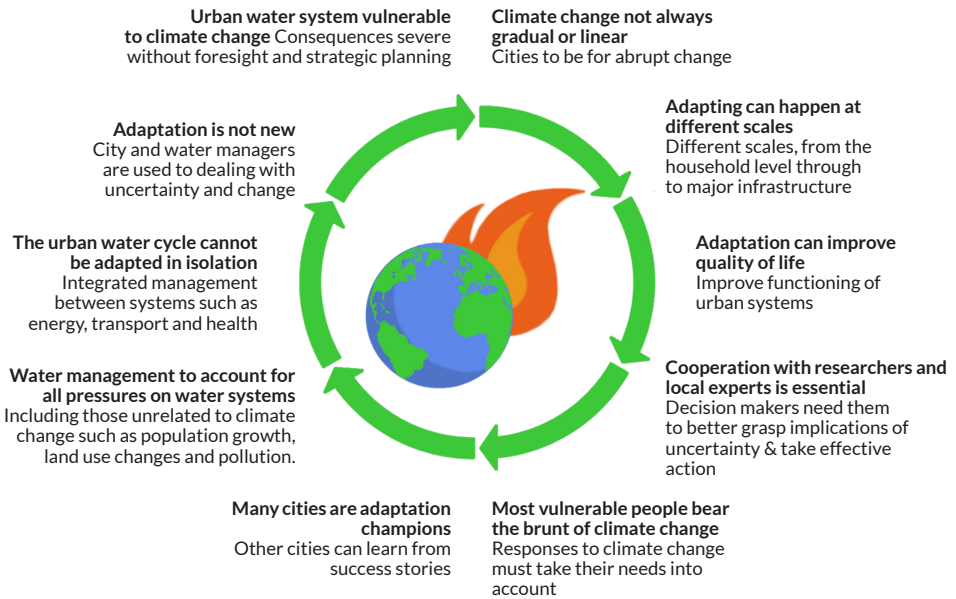 Urban water system vulnerable
to climate change Consequences severe
without foresight and strategic planning
Climate change not always
gradual or linear
Cities to be for abrupt change
Adapting can happen at
different scales
Different scales, from the
household level through
to major infrastructure
Adaptation can improve
quality of life
Improve functioning of
urban systems
Cooperation with researchers and
local experts is essential
Decision makers need them
to better grasp implications of
uncertainty & take effective
action
Most vulnerable people bear
the brunt of climate change
Responses to climate change
must take their needs into
account
Many cities are adaptation
champions
Other cities can learn from
success stories
Water management to account for
all pressures on water systems
Including those unrelated to climate
change such as population growth,
land use changes and pollution.
The urban water cycle cannot
be adapted in isolation
Integrated management
between systems such as
energy, transport and health
Adaptation is not new
City and water managers
are used to dealing with
uncertainty and change